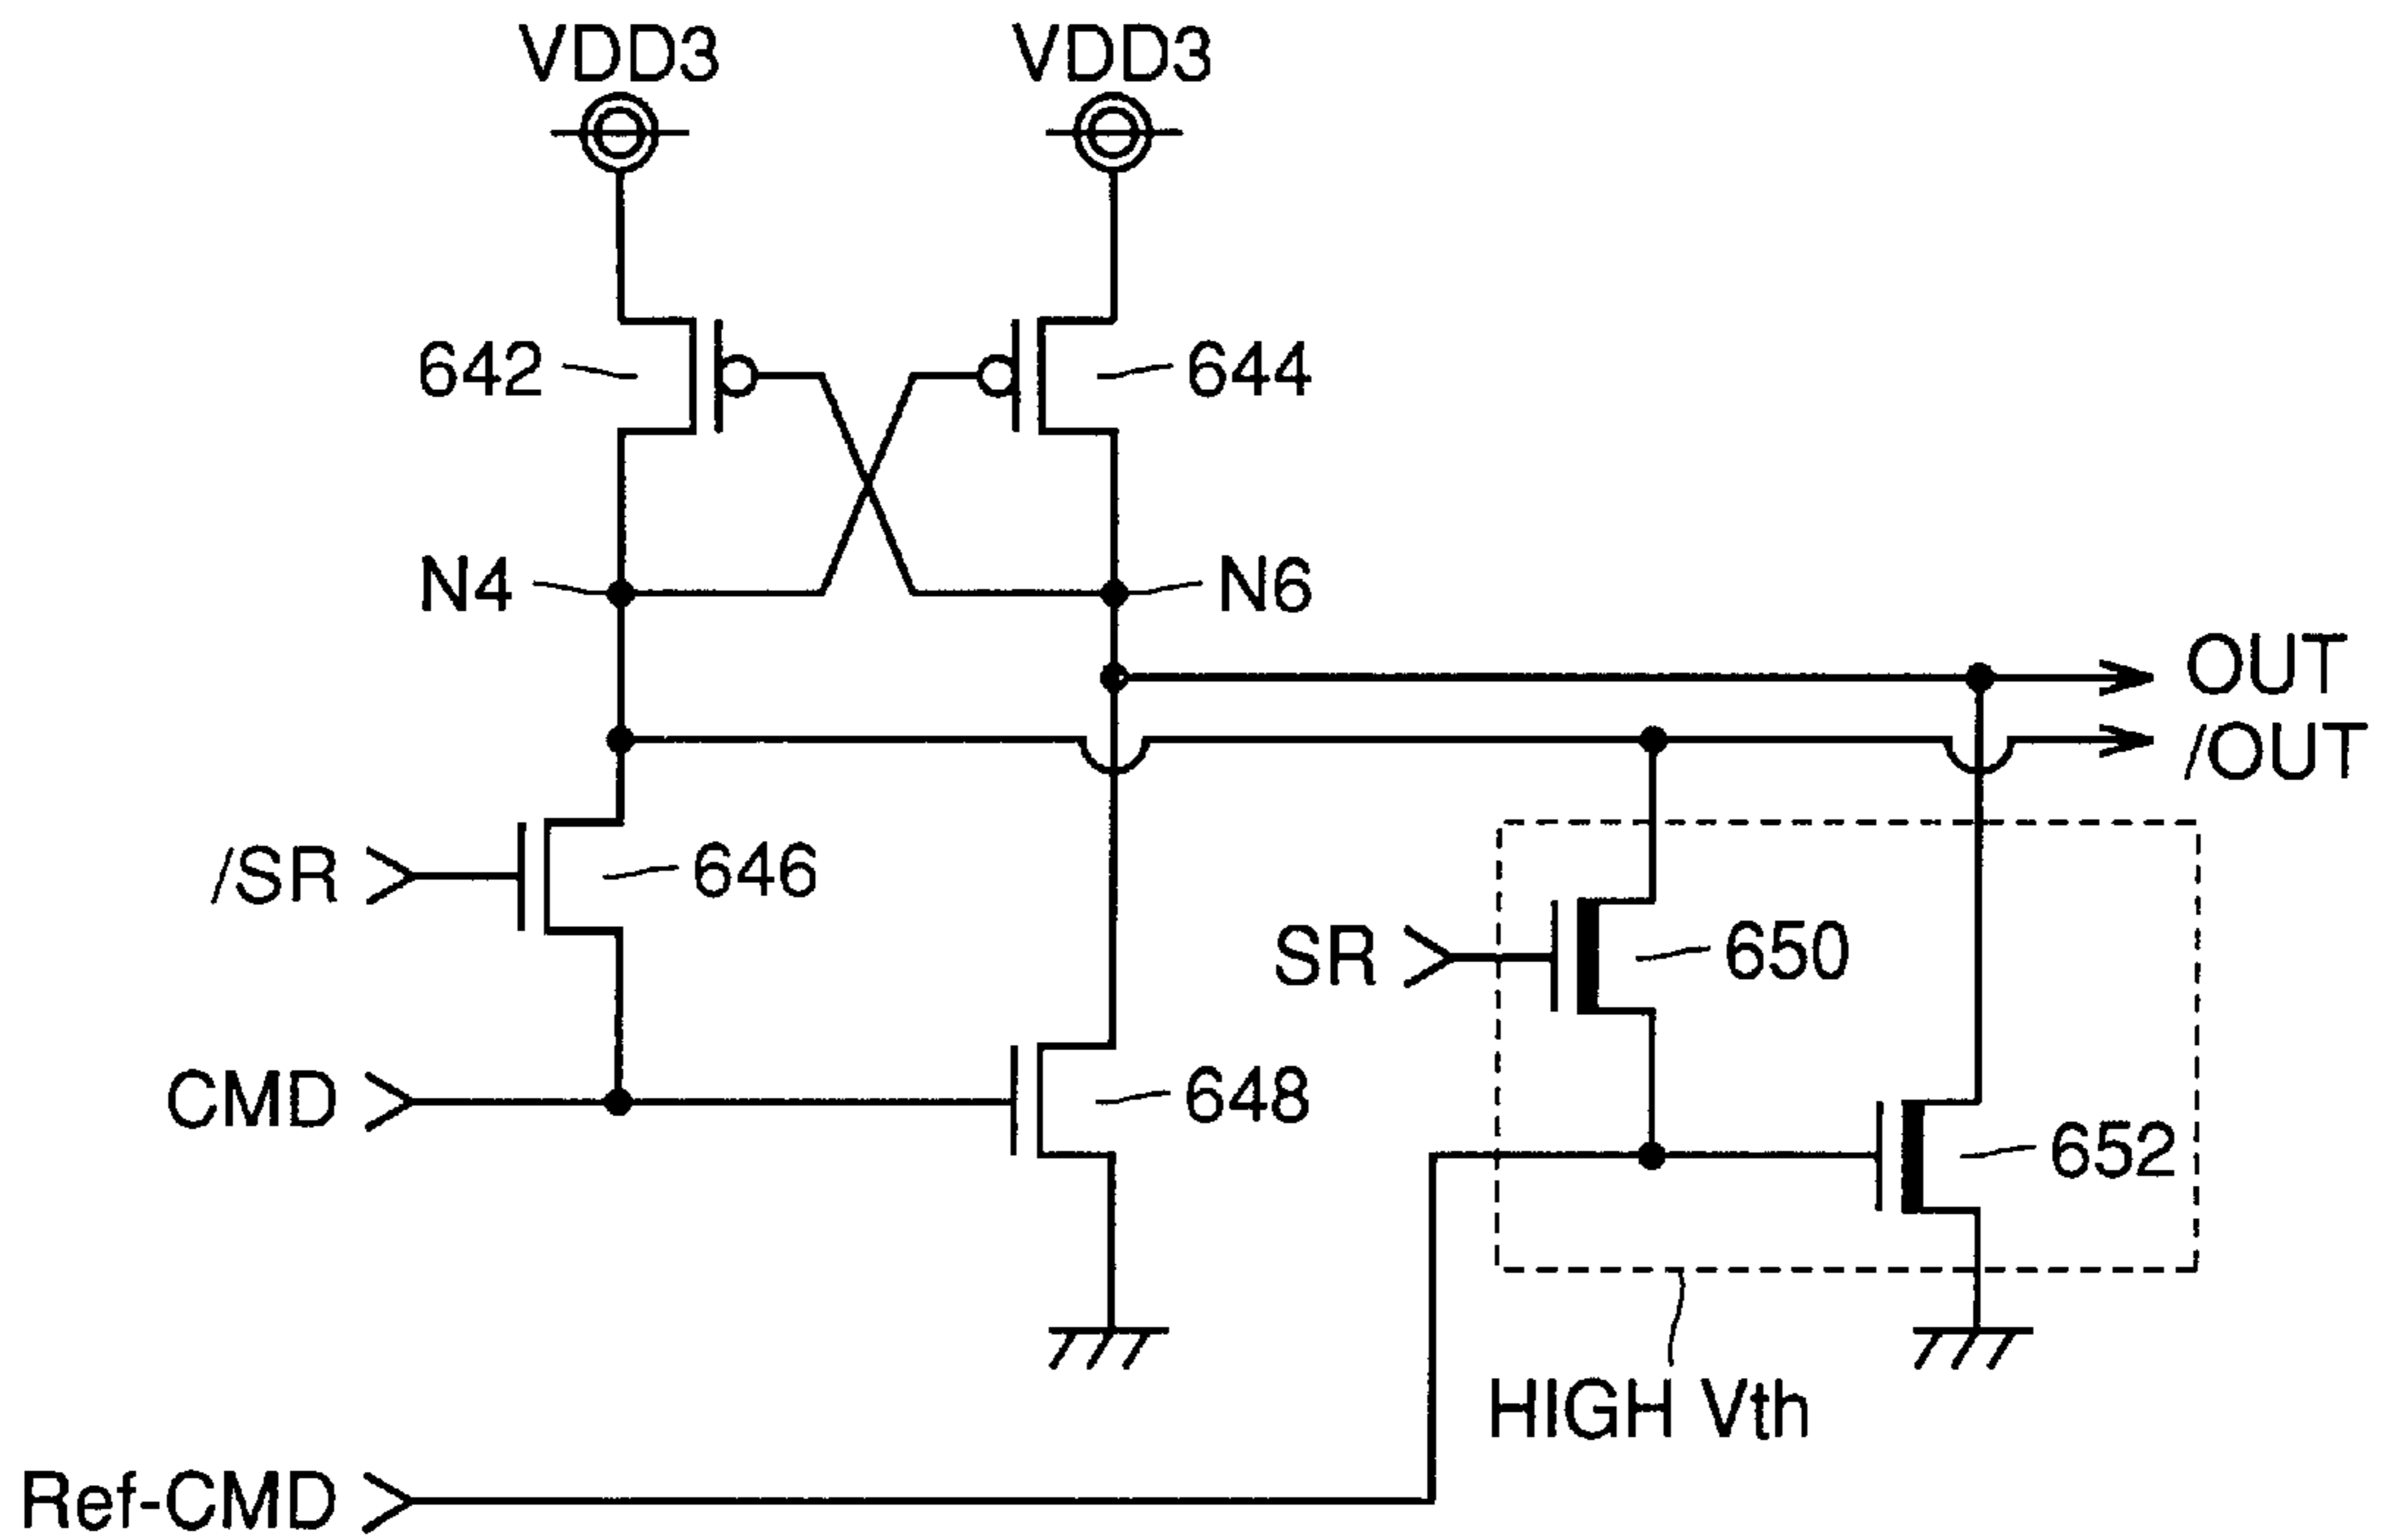 VDD3 VDD3
642 644
N4 N6
OUT
/OUT
/SR 646
SR 650
CMD 648
652
HIGH Vth
Ref-CMD